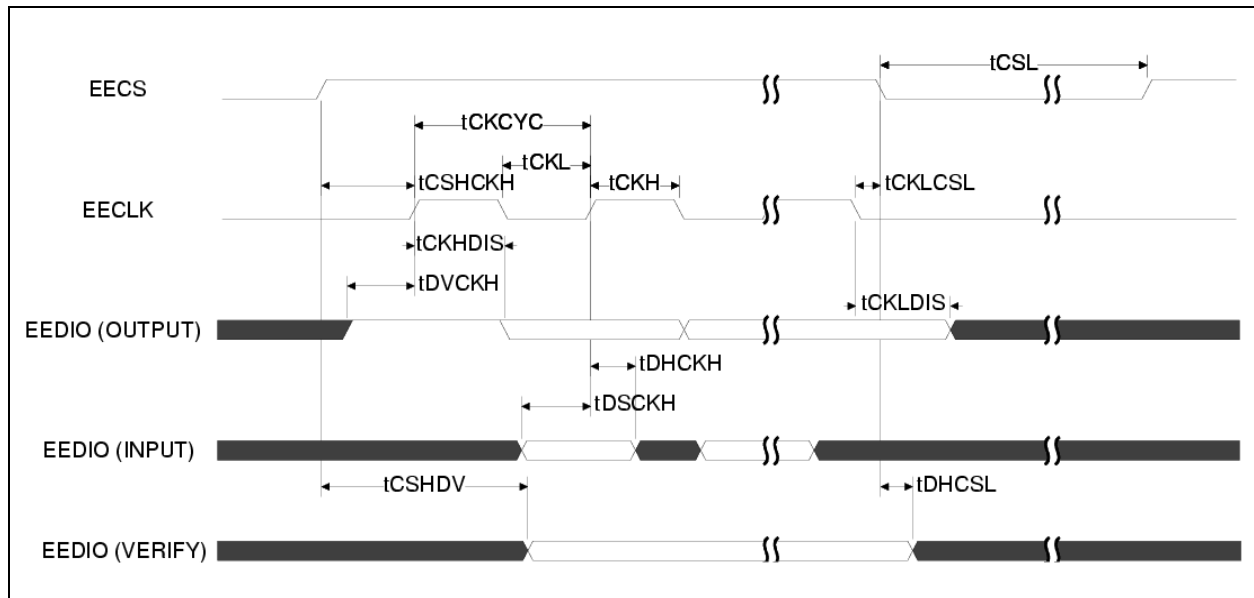 tCSL
EECS
tCKCYC
tCKL
tCSHCKH
tCKH
tCKLCSL
EECLK
tCKHDIS
tDVCKH
tCKLDIS
EEDIO (OUTPUT)
tDHCKH
tDSCKH
EEDIO (INPUT)
tCSHDV
tDHCSL
EEDIO (VERIFY)